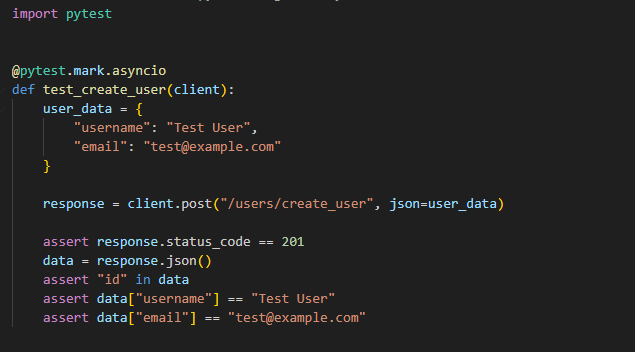 import pytest
@pytest.mark.asyncio
def test_create_user(client):
    user_data = {
        "username": "Test User",
        "email": "test@example.com"
    }
    response = client.post("/users/create_user", json=user_data)
    assert response.status_code == 201
    data = response.json()
    assert "id" in data
    assert data["username"] == "Test User"
    assert data["email"] == "test@example.com"